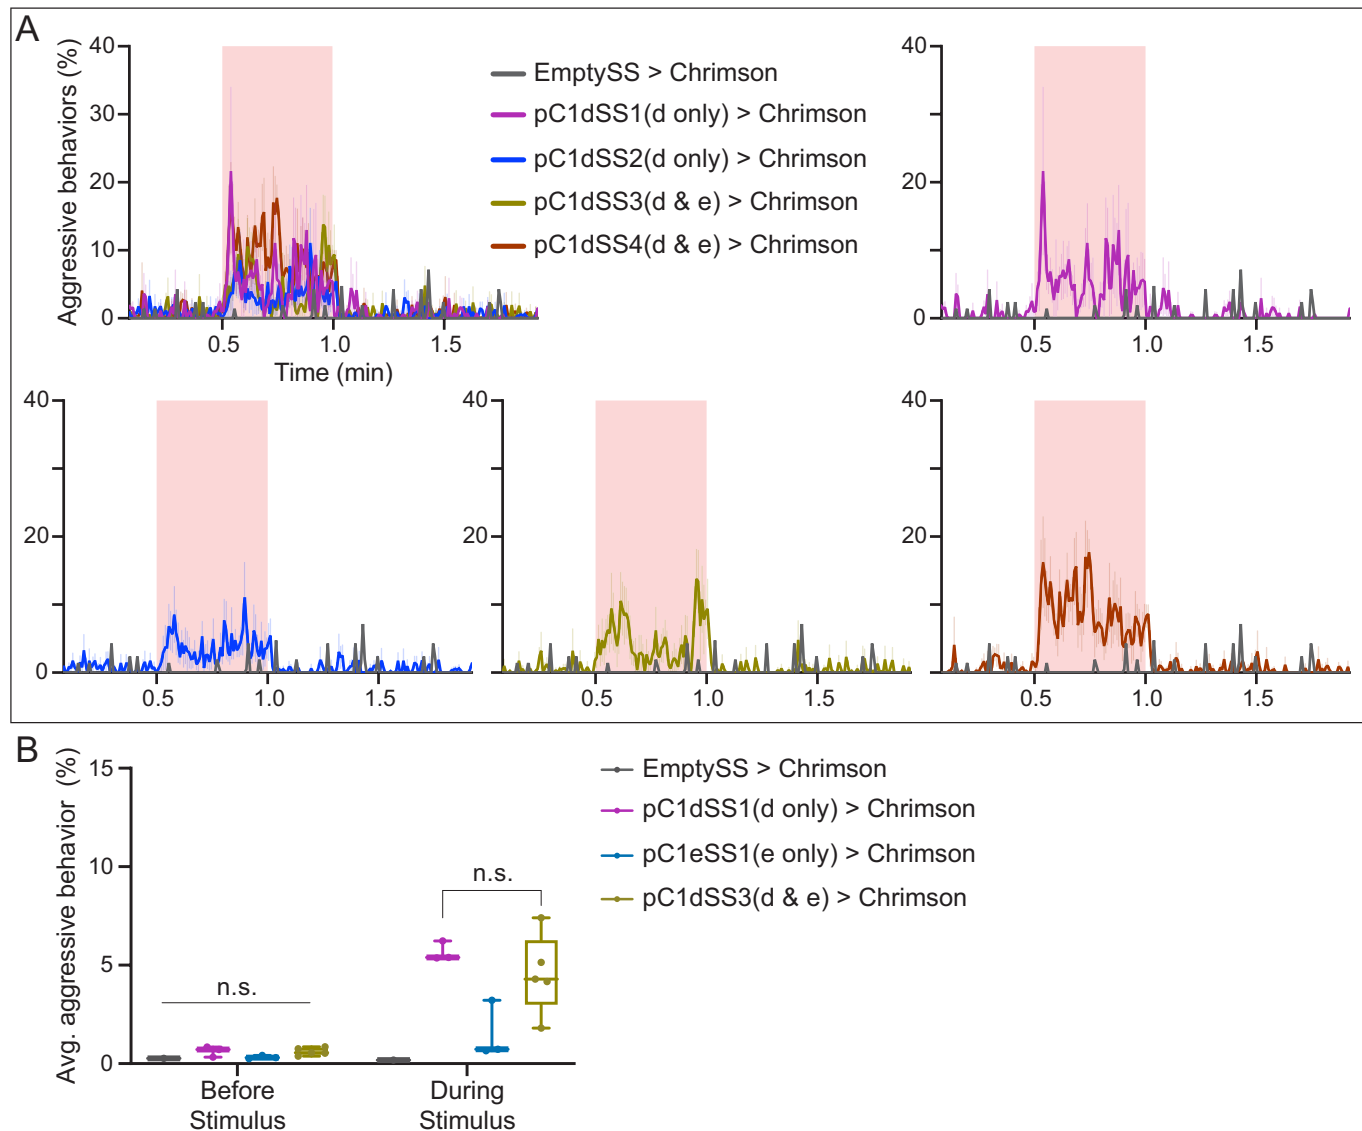 A
Aggressive behaviors (%)
40
30
20
10
0
0.5
1.0
1.5
Time (min)
EmptySS > Chrimson
pC1dSS1(d only) > Chrimson
pC1dSS2(d only) > Chrimson
pC1dSS3(d & e) > Chrimson
pC1dSS4(d & e) > Chrimson
40
20
0
0.5
1.0
1.5
40
20
0
0.5
1.0
1.5
40
20
0
0.5
1.0
1.5
40
20
0
0.5
1.0
1.5
B
Avg. aggressive behavior (%)
15
10
5
0
n.s.
n.s.
Before
Stimulus
During
Stimulus
EmptySS > Chrimson
pC1dSS1(d only) > Chrimson
pC1eSS1(e only) > Chrimson
pC1dSS3(d & e) > Chrimson